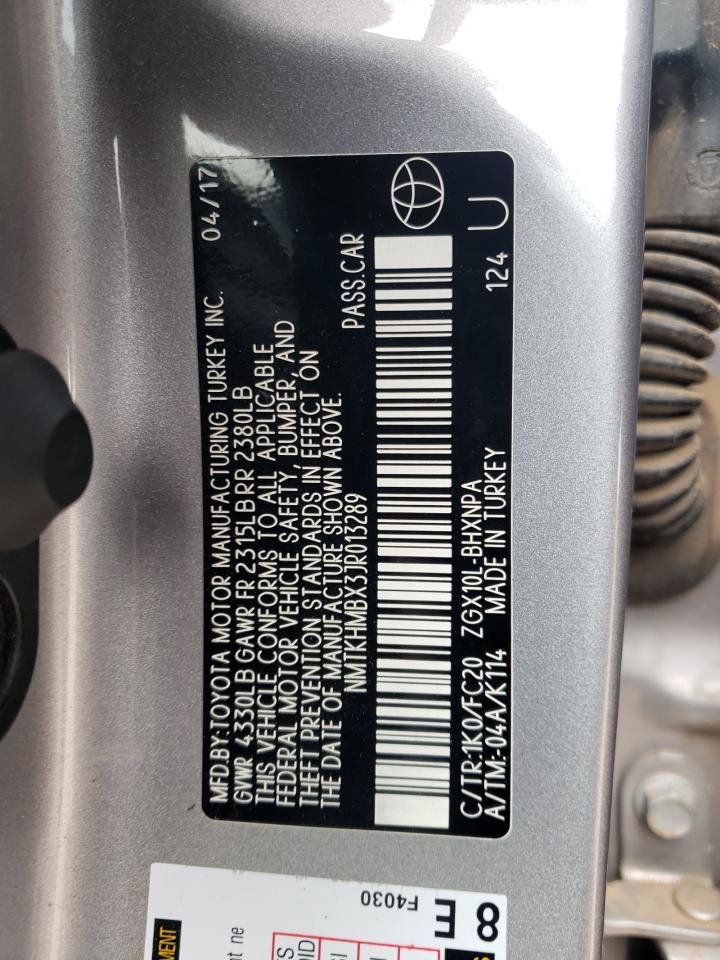 MFD.BY:TOYOTA MOTOR MANUFACTURING TURKEY INC. 04/17
GVWR 4330LB GAWR FR 2315LB RR 2380LB
THIS VEHICLE CONFORMS TO ALL APPLICABLE
FEDERAL MOTOR VEHICLE SAFETY, BUMPER, AND
THEFT PREVENTION STANDARDS IN EFFECT ON
THE DATE OF MANUFACTURE SHOWN ABOVE.
NMTKHMBX3JR013289 PASS.CAR
C/TR:1K0/FC20 ZGX10L-BHXNPA
A/TM:-04A/K114 MADE IN TURKEY
124 U
F4030